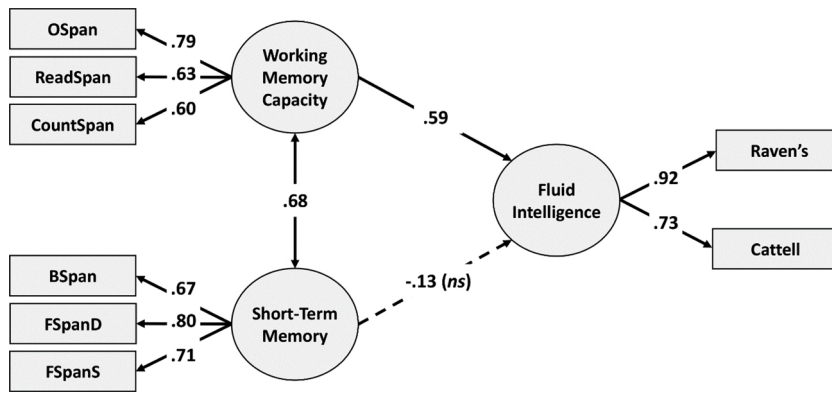 OSpan
.79
ReadSpan
.63
CountSpan
.60
Working
Memory
Capacity
.59
.68
Fluid
Intelligence
.92
Raven's
.73
Cattell
-.13 (ns)
BSpan
.67
FSpanD
.80
FSpanS
.71
Short-Term
Memory